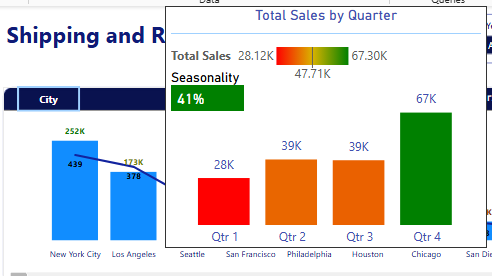 Data
Queries
Shipping and R
Total Sales by Quarter
Total Sales 28.12K 67.30K
47.71K
Seasonality
41%
City
252K
439
173K
378
28K
39K
39K
67K
Qtr 1 Qtr 2 Qtr 3 Qtr 4
New York City Los Angeles Seattle San Francisco Philadelphia Houston Chicago San Di